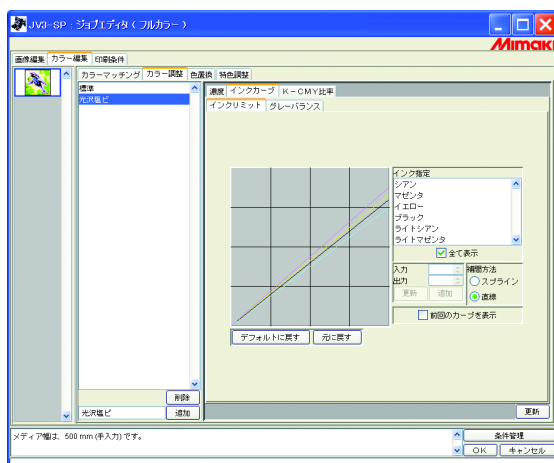 JV3-SP : ジョブエディタ ( フルカラー )
Mimaki
画像編集 カラー編集 印刷条件
カラーマッチング カラー調整 色置換 特色調整
標準
光沢塩ビ
濃度 インクカーブ K－CMY比率
インクリミット グレーバランス
インク指定
シアン
マゼンタ
イエロー
ブラック
ライトシアン
ライトマゼンタ
全て表示
入力
出力
更新 追加
補間方法
スプライン
直線
前回のカーブを表示
デフォルトに戻す 元に戻す
削除
光沢塩ビ 追加
更新
メディア幅は、500 mm (手入力) です。
条件管理
OK キャンセル